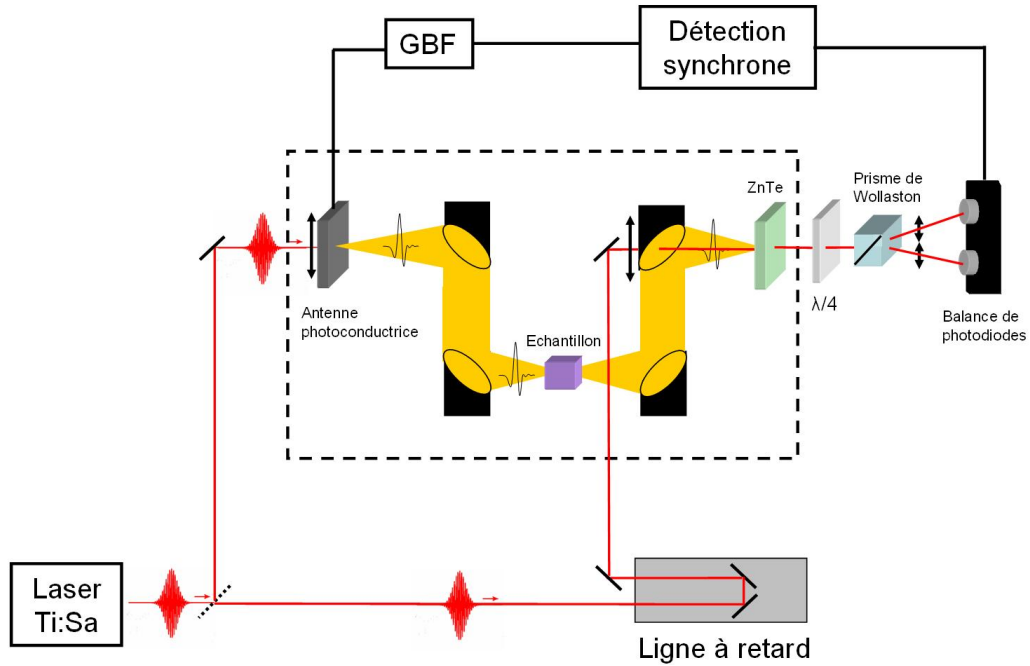 GBF
Détection
synchrone
ZnTe
Prisme de
Wollaston
λ/4
Antenne
photoconductrice
Echantillon
Balance de
photodiodes
Laser
Ti:Sa
Ligne à retard